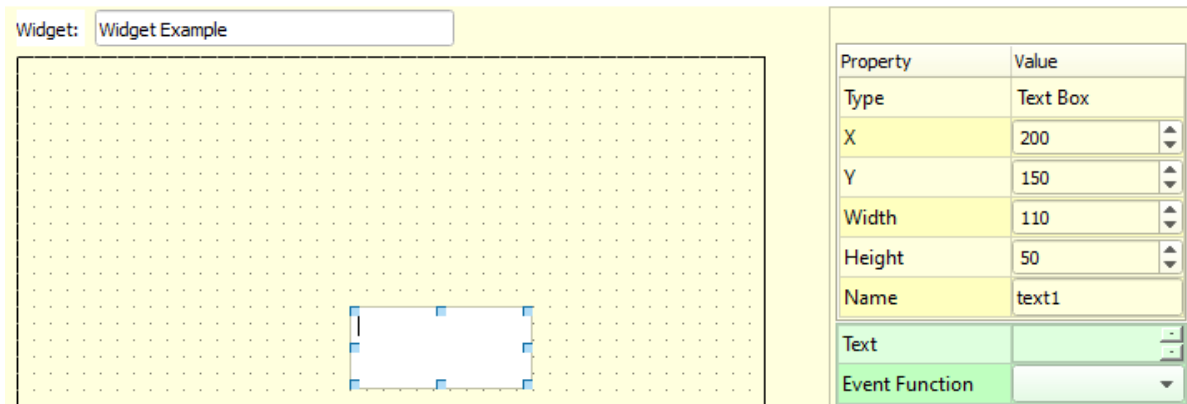 Widget: Widget Example
Property Value
Type Text Box
X 200
Y 150
Width 110
Height 50
Name text1
Text
Event Function